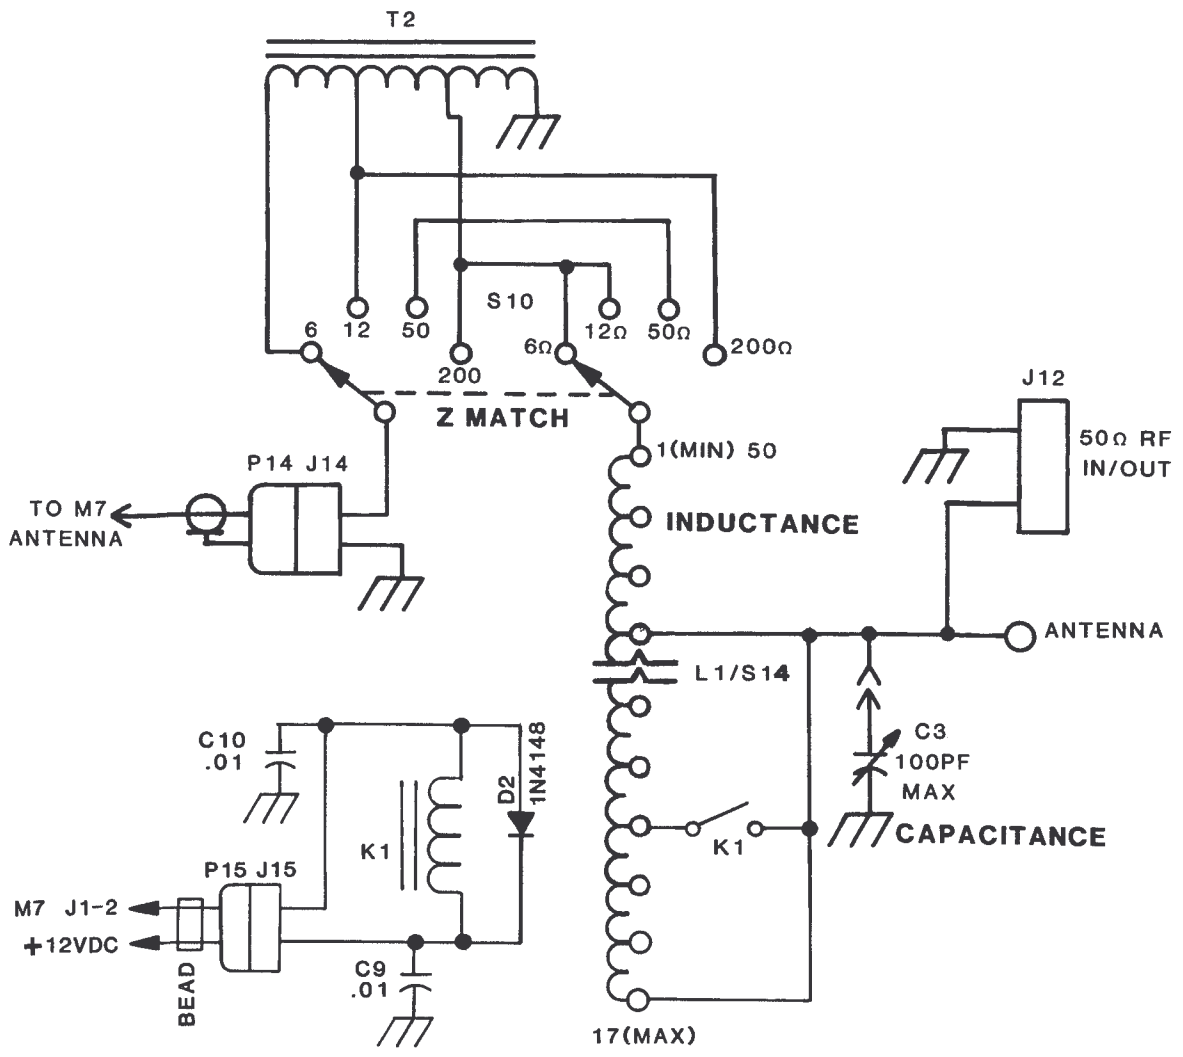 T2
S10
6
12
50
200
6Ω
12Ω
50Ω
200Ω
Z MATCH
J12
50Ω RF
IN/OUT
1(MIN) 50
P14 J14
TO M7
ANTENNA
INDUCTANCE
ANTENNA
L1/S14
C3
100PF
MAX
CAPACITANCE
C10
.01
D2
1N4148
K1
K1
P15 J15
M7 J1-2
+12VDC
BEAD
C9
.01
17(MAX)